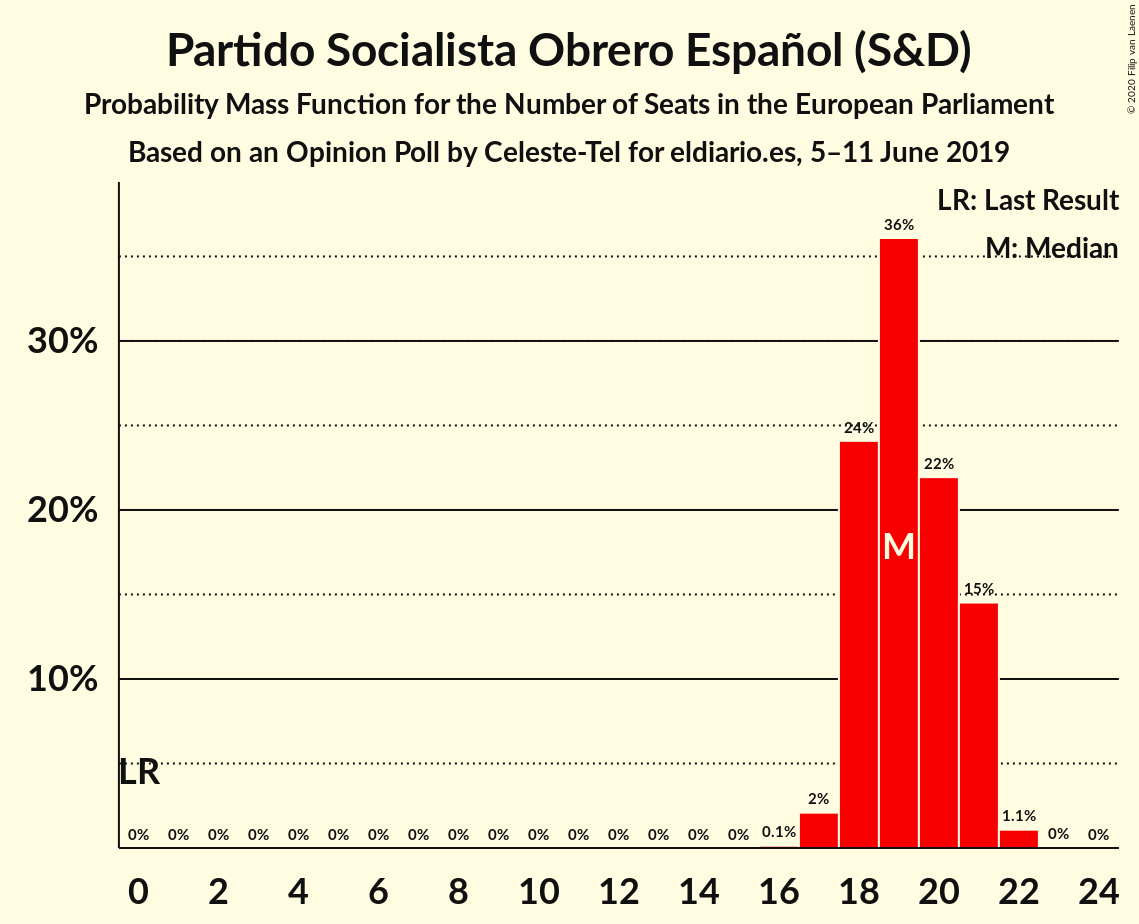 Partido Socialista Obrero Español (S&D)
Probability Mass Function for the Number of Seats in the European Parliament
Based on an Opinion Poll by Celeste-Tel for eldiario.es, 5–11 June 2019
© 2020 Filip van Laenen
LR: Last Result
M: Median
30%
20%
10%
36%
24%
22%
15%
M
LR
0% 0% 0% 0% 0% 0% 0% 0% 0% 0% 0% 0% 0% 0% 0% 0% 0.1% 2% 1.1% 0% 0%
0 2 4 6 8 10 12 14 16 18 20 22 24